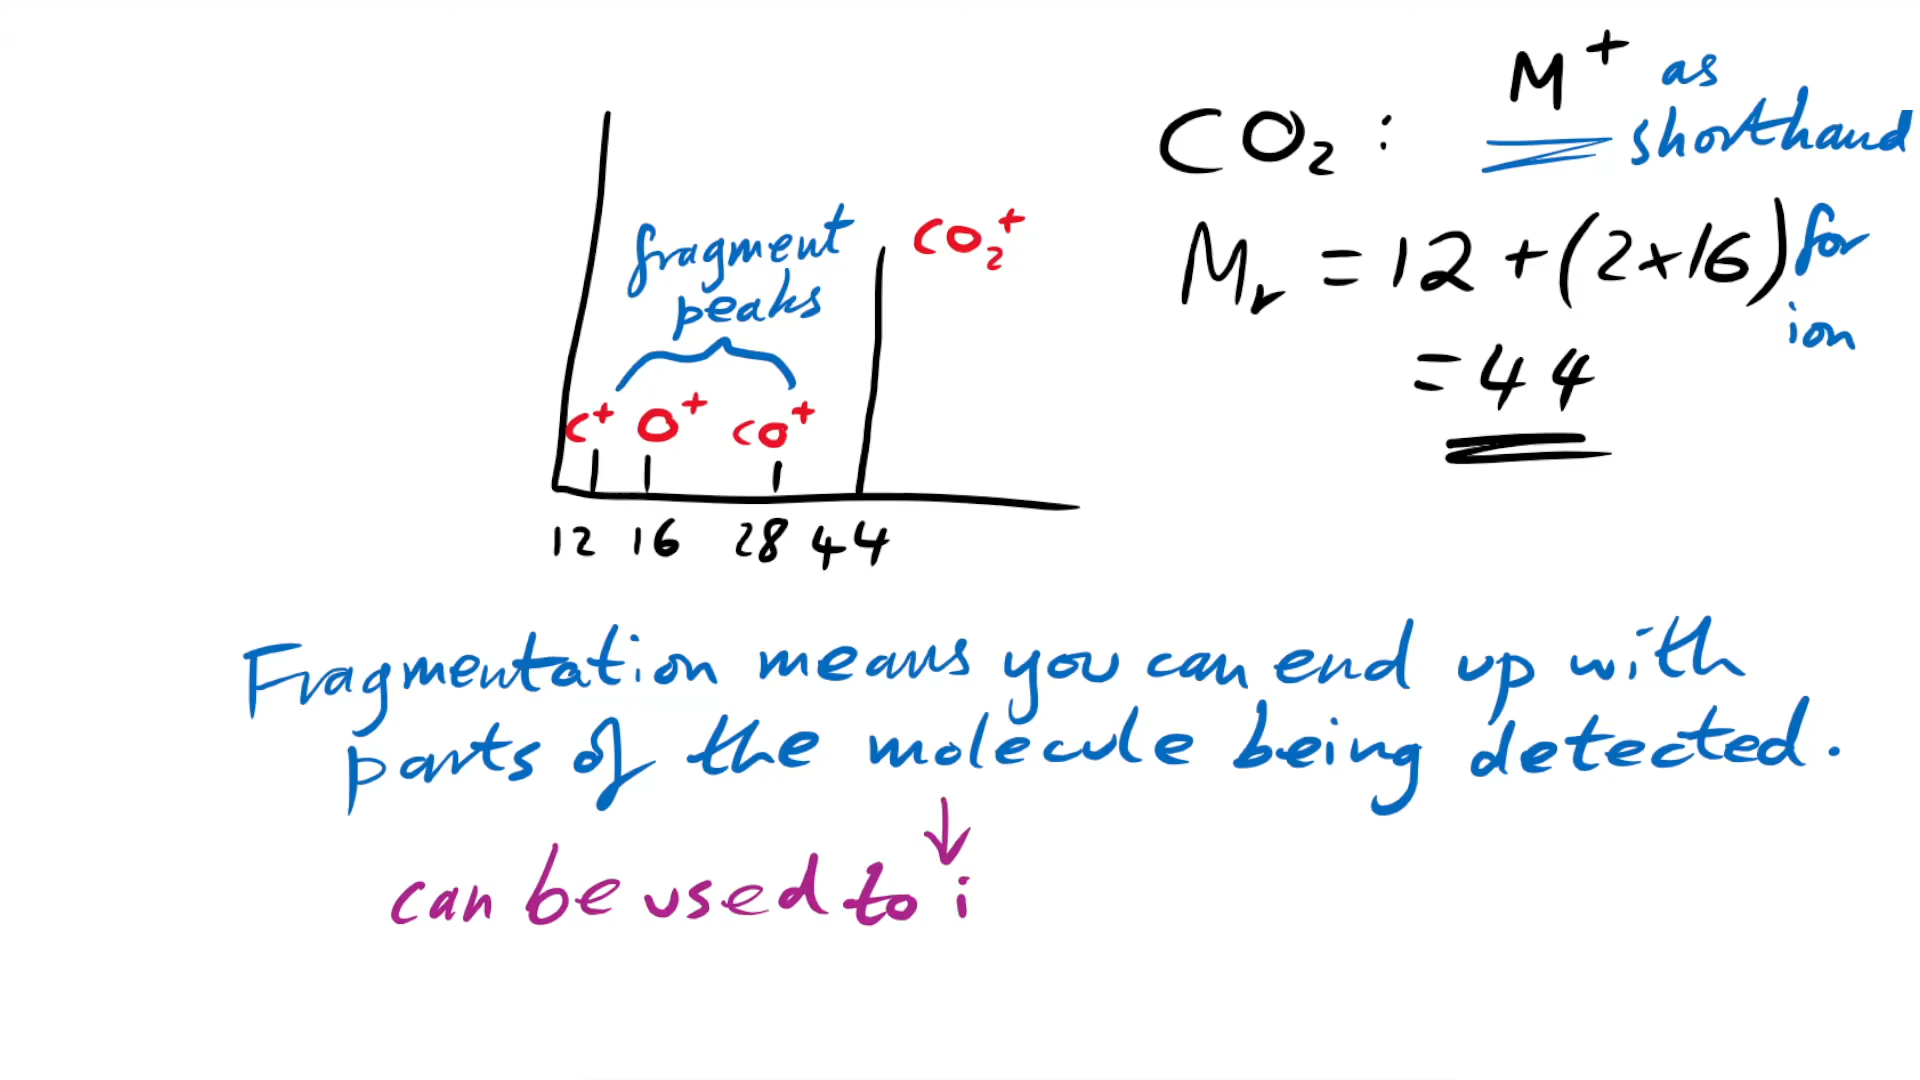 M⁺ as
CO₂ : shorthand
fragment
peaks
CO₂⁺
Mr = 12 + (2×16) for
ion
= 44
C⁺ O⁺ CO⁺
12 16 28 44
Fragmentation means you can end up with
parts of the molecule being detected.
↓
can be used to i